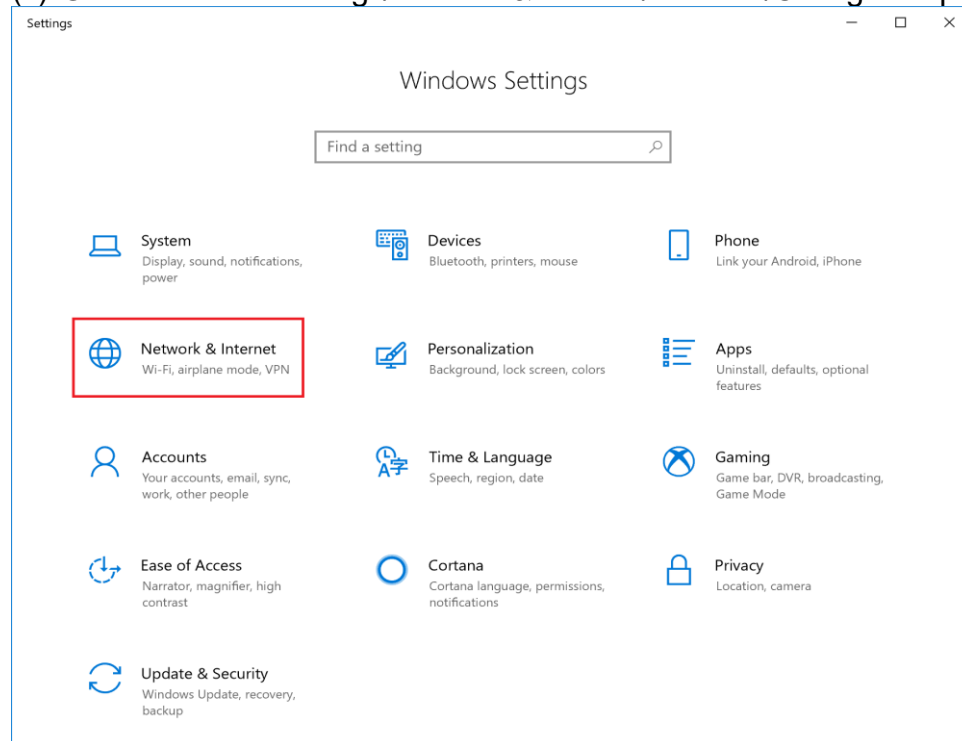 Settings
Windows Settings
Find a setting
System
Display, sound, notifications,
power
Devices
Bluetooth, printers, mouse
Phone
Link your Android, iPhone
Network & Internet
Wi-Fi, airplane mode, VPN
Personalization
Background, lock screen, colors
Apps
Uninstall, defaults, optional
features
Accounts
Your accounts, email, sync,
work, other people
Time & Language
Speech, region, date
Gaming
Game bar, DVR, broadcasting,
Game Mode
Ease of Access
Narrator, magnifier, high
contrast
Cortana
Cortana language, permissions,
notifications
Privacy
Location, camera
Update & Security
Windows Update, recovery,
backup